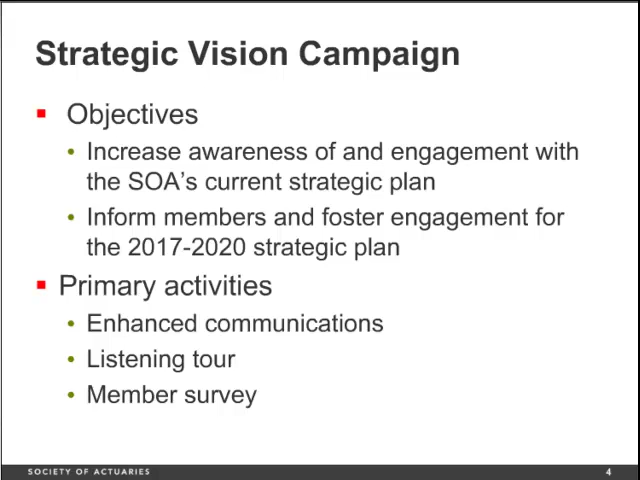 Strategic Vision Campaign
Objectives
Increase awareness of and engagement with
the SOA's current strategic plan
Inform members and foster engagement for
the 2017-2020 strategic plan
Primary activities
Enhanced communications
Listening tour
Member survey
SOCIETY OF ACTUARIES 4